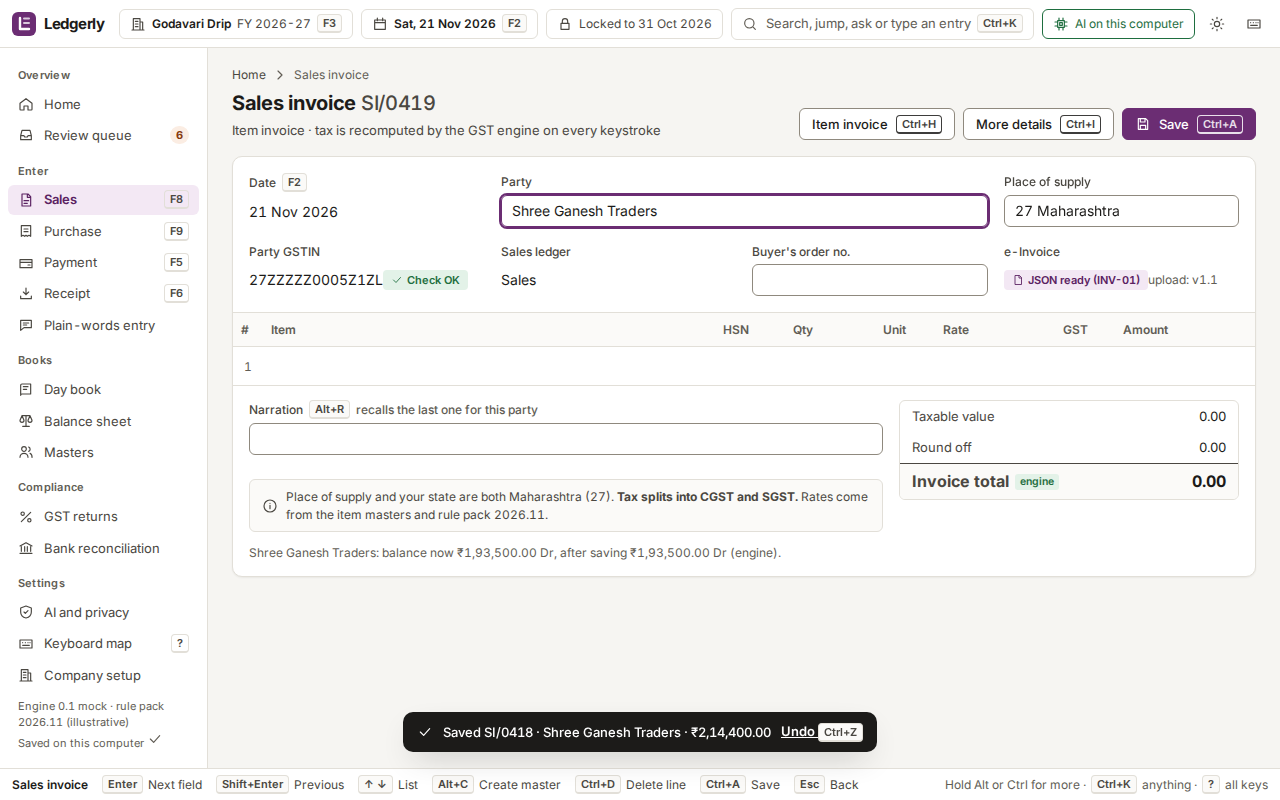 Ledgerly
Godavari Drip FY 2026-27 F3
Sat, 21 Nov 2026 F2
Locked to 31 Oct 2026
Search, jump, ask or type an entry Ctrl+K
AI on this computer
Overview
Home
Review queue 6
Enter
Sales F8
Purchase F9
Payment F5
Receipt F6
Plain-words entry
Books
Day book
Balance sheet
Masters
Compliance
GST returns
Bank reconciliation
Settings
AI and privacy
Keyboard map ?
Company setup
Engine 0.1 mock · rule pack
2026.11 (illustrative)
Saved on this computer
Home Sales invoice
Sales invoice SI/0419
Item invoice · tax is recomputed by the GST engine on every keystroke
Item invoice Ctrl+H
More details Ctrl+I
Save Ctrl+A
Date F2
Party
Place of supply
21 Nov 2026
Shree Ganesh Traders
27 Maharashtra
Party GSTIN
Sales ledger
Buyer's order no.
e-Invoice
27ZZZZZ0005Z1ZL Check OK
Sales
JSON ready (INV-01) upload: v1.1
# Item HSN Qty Unit Rate GST Amount
1
Narration Alt+R recalls the last one for this party
Taxable value 0.00
Round off 0.00
Invoice total engine 0.00
Place of supply and your state are both Maharashtra (27). Tax splits into CGST and SGST. Rates come
from the item masters and rule pack 2026.11.
Shree Ganesh Traders: balance now ₹1,93,500.00 Dr, after saving ₹1,93,500.00 Dr (engine).
Saved SI/0418 · Shree Ganesh Traders · ₹2,14,400.00 Undo Ctrl+Z
Sales invoice Enter Next field Shift+Enter Previous ↑ ↓ List Alt+C Create master Ctrl+D Delete line Ctrl+A Save Esc Back
Hold Alt or Ctrl for more · Ctrl+K anything · ? all keys